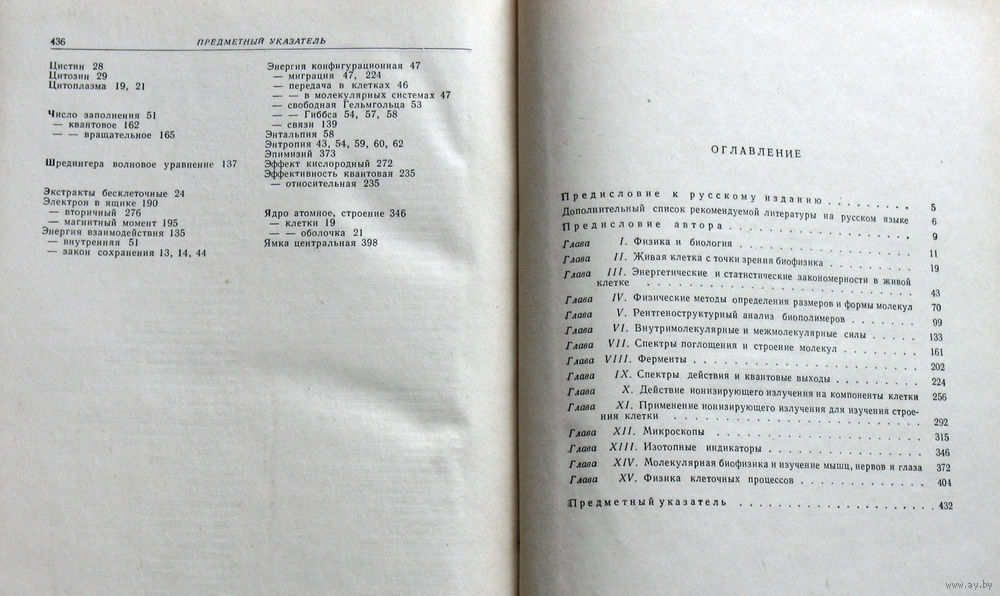 436 ПРЕДМЕТНЫЙ УКАЗАТЕЛЬ
Цистин 28
Цитозин 29
Цитоплазма 19, 21
Число заполнения 51
— квантовое 162
— — вращательное 165
Шредингера волновое уравнение 137
Экстракты бесклеточные 24
Электрон в ящике 190
— вторичный 276
— магнитный момент 195
Энергия взаимодействия 135
— внутренняя 51
— закон сохранения 13, 14, 44
Энергия конфигурационная 47
— миграция 47, 224
— передача в клетках 46
— — в молекулярных системах 47
— свободная Гельмгольца 53
— — Гиббса 54, 57, 58
— связи 139
Энтальпия 58
Энтропия 43, 54, 59, 60, 62
Эпимизий 373
Эффект кислородный 272
Эффективность квантовая 235
— относительная 235
Ядро атомное, строение 346
— клетки 19
— — оболочка 21
Ямка центральная 398
ОГЛАВЛЕНИЕ
Предисловие к русскому изданию . . . . . . . . 5
Дополнительный список рекомендуемой литературы на русском языке 6
Предисловие автора . . . . . . . . . . . . . . . 9
Глава I. Физика и биология . . . . . . . . . . . . . 11
Глава II. Живая клетка с точки зрения биофизика . . . . . . . 19
Глава III. Энергетические и статистические закономерности в живой
клетке . . . . . . . . . . . . . . . . . . . 43
Глава IV. Физические методы определения размеров и формы молекул 70
Глава V. Рентгеноструктурный анализ биополимеров . . . . . . . 99
Глава VI. Внутримолекулярные и межмолекулярные силы . . . . . 133
Глава VII. Спектры поглощения и строение молекул . . . . . . . 161
Глава VIII. Ферменты . . . . . . . . . . . . . . . . . 202
Глава IX. Спектры действия и квантовые выходы . . . . . . . . 224
Глава X. Действие ионизирующего излучения на компоненты клетки 256
Глава XI. Применение ионизирующего излучения для изучения строе-
ния клетки . . . . . . . . . . . . . . . . . 292
Глава XII. Микроскопы . . . . . . . . . . . . . . . . 315
Глава XIII. Изотопные индикаторы . . . . . . . . . . . . 346
Глава XIV. Молекулярная биофизика и изучение мышц, нервов и глаза 372
Глава XV. Физика клеточных процессов . . . . . . . . . . 404
Предметный указатель . . . . . . . . . . . . . . . 432
www.ay.by